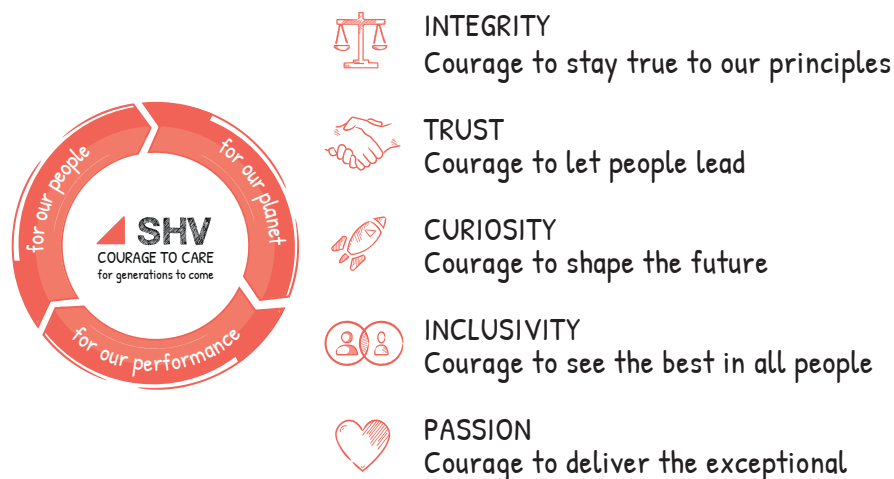 for our people
for our planet
SHV
COURAGE TO CARE
for generations to come
for our performance
INTEGRITY
Courage to stay true to our principles
TRUST
Courage to let people lead
CURIOSITY
Courage to shape the future
INCLUSIVITY
Courage to see the best in all people
PASSION
Courage to deliver the exceptional